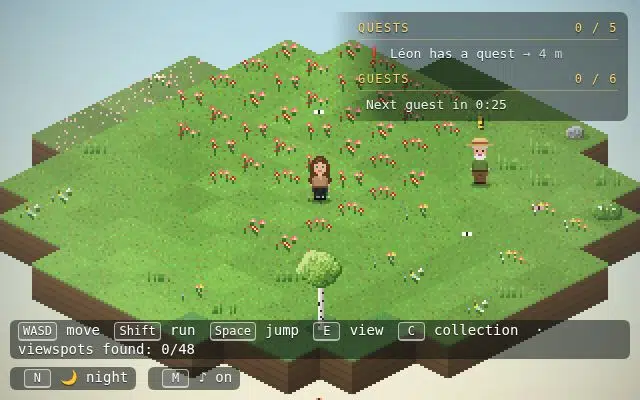 QUESTS 0 / 5
Léon has a quest → 4 m
GUESTS 0 / 6
Next guest in 0:25
WASD move Shift run Space jump E view C collection ·
viewspots found: 0/48
N 🌙 night M ♪ on